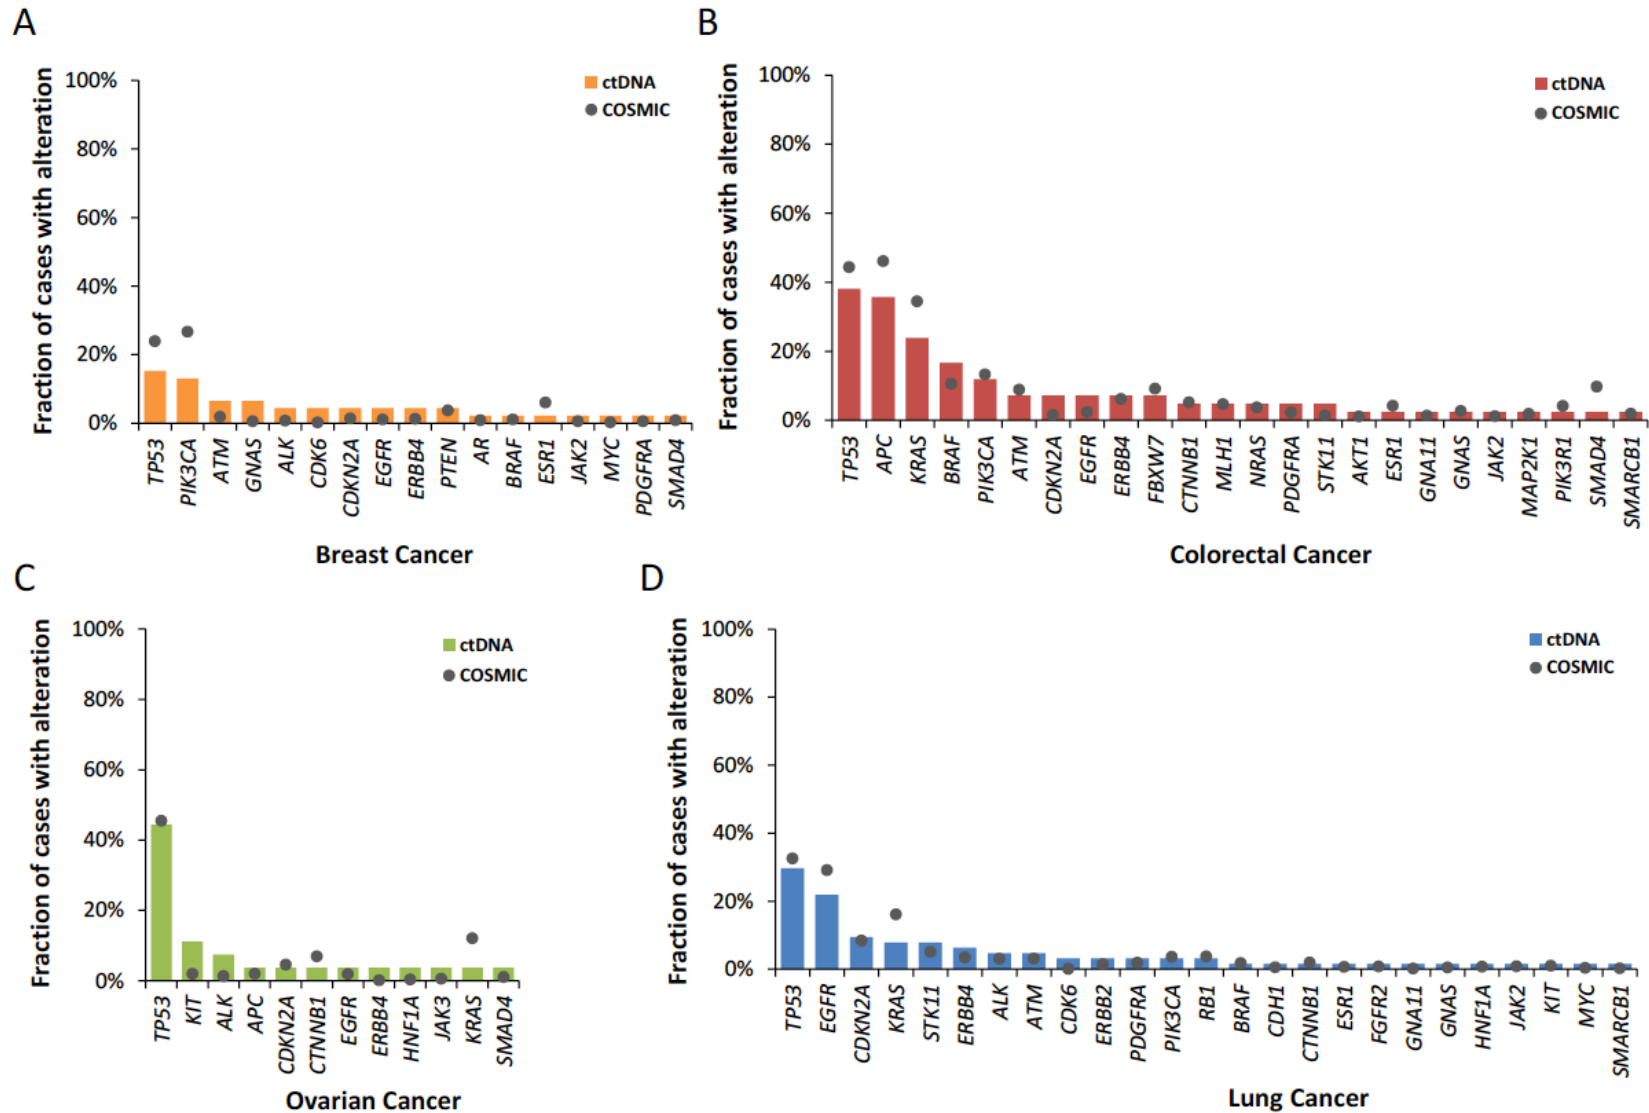 A
Fraction of cases with alteration
100%
80%
60%
40%
20%
0%
ctDNA
COSMIC
TP53
PIK3CA
ATM
GNAS
ALK
CDK6
CDKN2A
EGFR
ERBB4
PTEN
AR
BRAF
ESR1
JAK2
MYC
PDGFRA
SMAD4
Breast Cancer
B
Fraction of cases with alteration
100%
80%
60%
40%
20%
0%
ctDNA
COSMIC
TP53
APC
KRAS
BRAF
PIK3CA
ATM
CDKN2A
EGFR
ERBB4
FBXW7
CTNNB1
MLH1
NRAS
PDGFRA
STK11
AKT1
ESR1
GNA11
GNAS
JAK2
MAP2K1
PIK3R1
SMAD4
SMARCB1
Colorectal Cancer
C
Fraction of cases with alteration
100%
80%
60%
40%
20%
0%
ctDNA
COSMIC
TP53
KIT
ALK
APC
CDKN2A
CTNNB1
EGFR
ERBB4
HNF1A
JAK3
KRAS
SMAD4
Ovarian Cancer
D
Fraction of cases with alteration
100%
80%
60%
40%
20%
0%
ctDNA
COSMIC
TP53
EGFR
CDKN2A
KRAS
STK11
ERBB4
ALK
ATM
CDK6
ERBB2
PDGFRA
PIK3CA
RB1
BRAF
CDH1
CTNNB1
ESR1
FGFR2
GNA11
GNAS
HNF1A
JAK2
KIT
MYC
SMARCB1
Lung Cancer